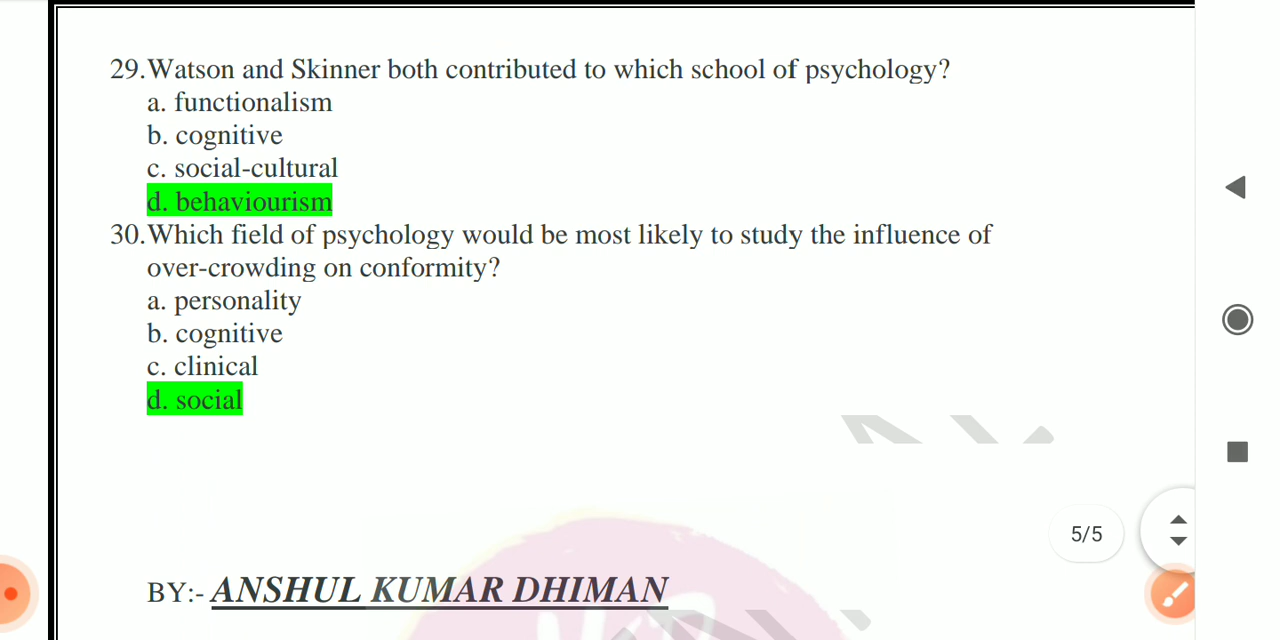 29.Watson and Skinner both contributed to which school of psychology?
a. functionalism
b. cognitive
c. social-cultural
d. behaviourism
30.Which field of psychology would be most likely to study the influence of
over-crowding on conformity?
a. personality
b. cognitive
c. clinical
d. social
5/5
BY:- ANSHUL KUMAR DHIMAN